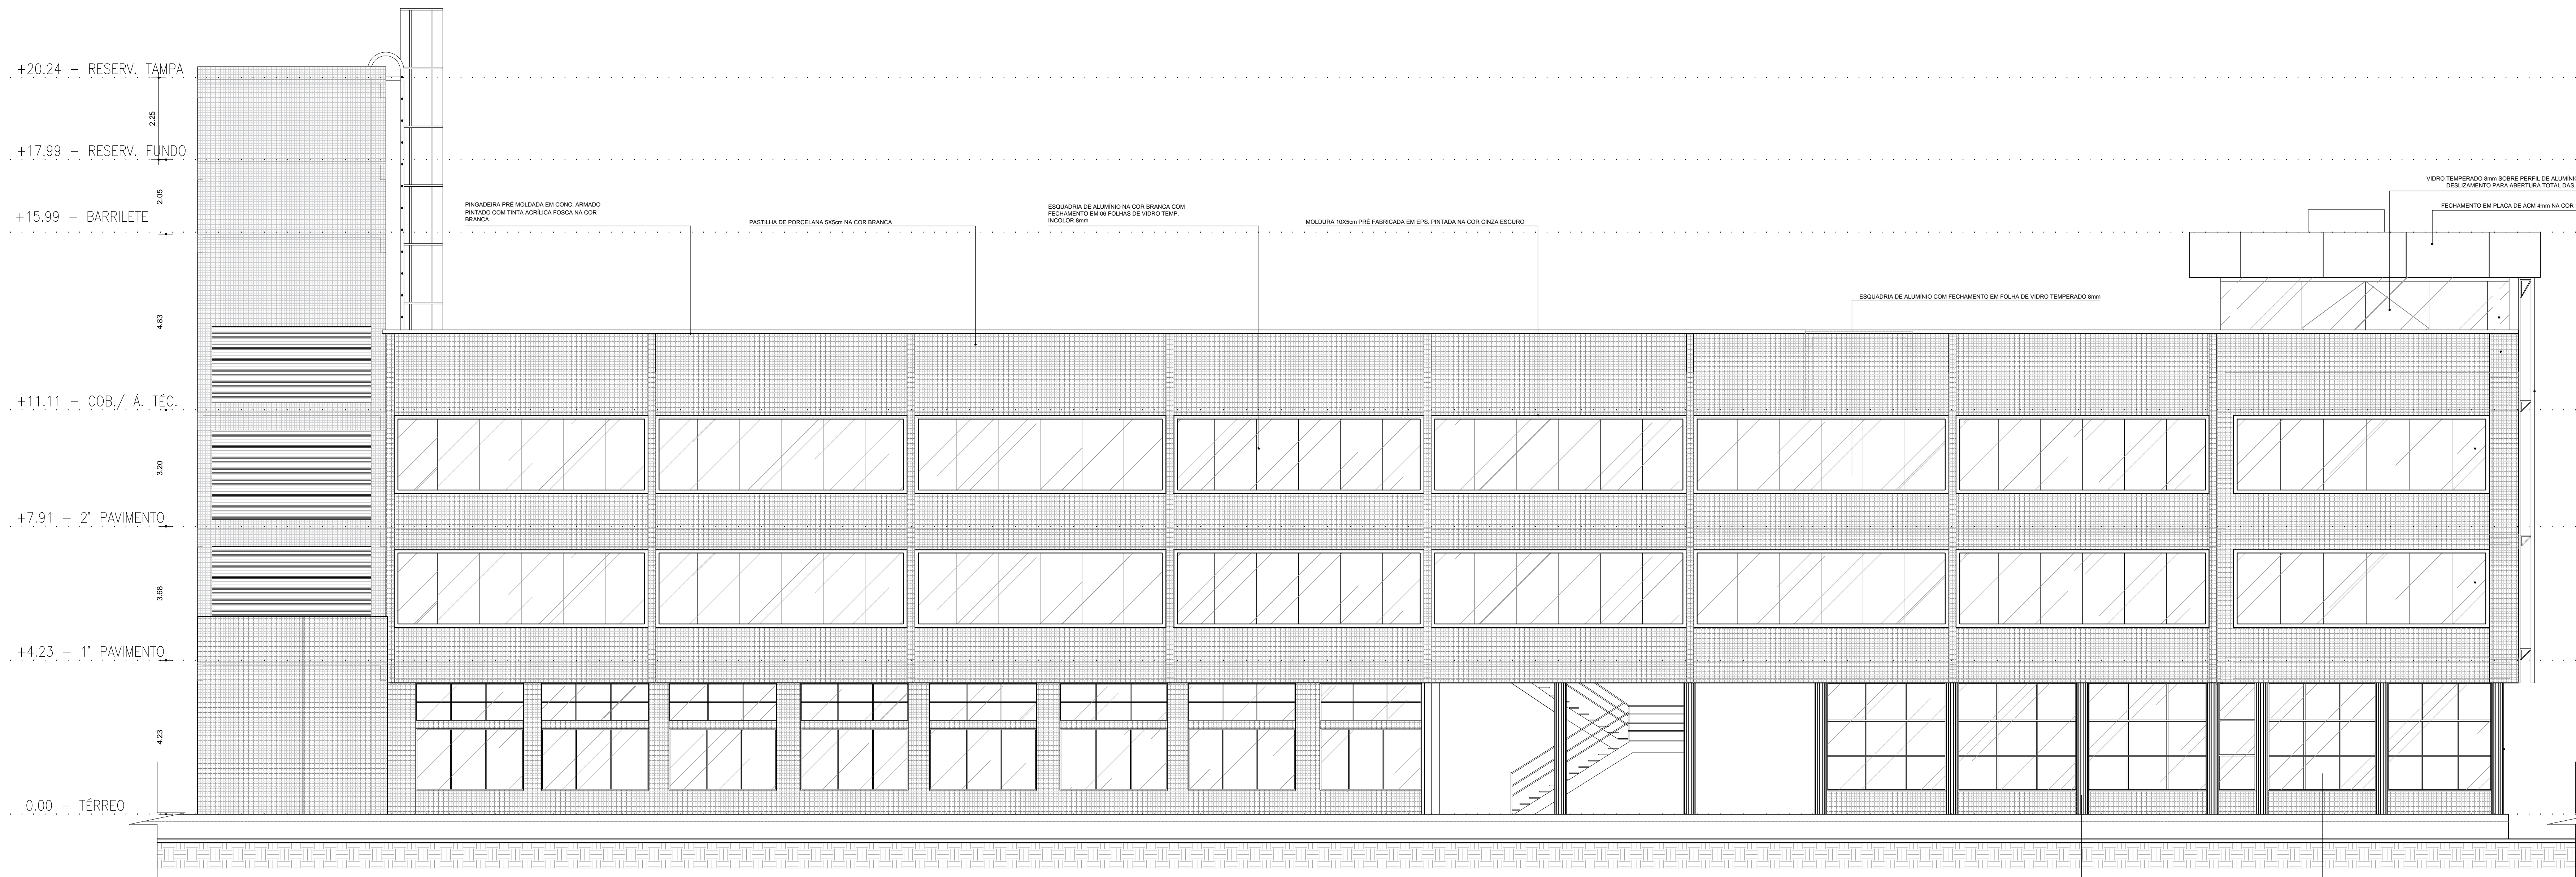 +20.24 - RESERV. TAMPA
2.25
+17.99 - RESERV. FUNDO
2.05
+15.99 - BARRILETE
4.83
+11.11 - COB./ Á. TÉC.
3.20
+7.91 - 2° PAVIMENTO
3.68
+4.23 - 1° PAVIMENTO
4.23
0.00 - TÉRREO
PINGADEIRA PRÉ MOLDADA EM CONC. ARMADO
PINTADO COM TINTA ACRÍLICA FOSCA NA COR
BRANCA
PASTILHA DE PORCELANA 5X5cm NA COR BRANCA
ESQUADRIA DE ALUMÍNIO NA COR BRANCA COM
FECHAMENTO EM 06 FOLHAS DE VIDRO TEMP.
INCOLOR 8mm
MOLDURA 10X5cm PRÉ FABRICADA EM EPS. PINTADA NA COR CINZA ESCURO
ESQUADRIA DE ALUMÍNIO COM FECHAMENTO EM FOLHA DE VIDRO TEMPERADO 8mm
VIDRO TEMPERADO 8mm SOBRE PERFIL DE ALUMÍNIO
DESLIZAMENTO PARA ABERTURA TOTAL DAS
FECHAMENTO EM PLACA DE ACM 4mm NA COR